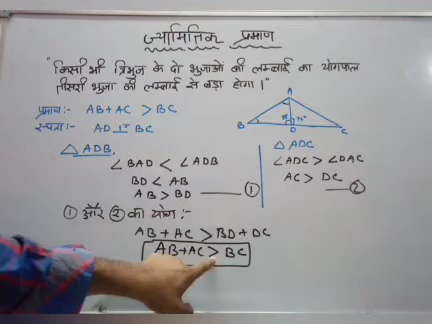 ज्यामितिक प्रमाण
"किसी भी त्रिभुज के दो भुजाओं की लम्बाई का योगफल
तीसरी भुजा की लम्बाई से बड़ा होगा।"
प्रमाण:- AB+AC > BC
रचना:- AD ⊥ BC
A
B D C
△ ADB,
∠BAD < ∠ADB
BD < AB
AB > BD —— ①
△ ADC
∠ADC > ∠DAC
AC > DC —— ②
① और ② का योग:-
AB + AC > BD + DC
AB+AC > BC